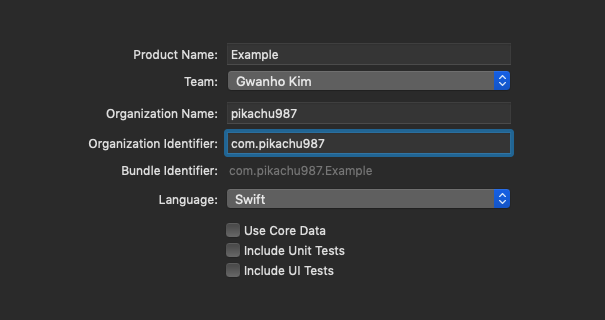 Product Name: Example
Team: Gwanho Kim
Organization Name: pikachu987
Organization Identifier: com.pikachu987
Bundle Identifier: com.pikachu987.Example
Language: Swift
Use Core Data
Include Unit Tests
Include UI Tests